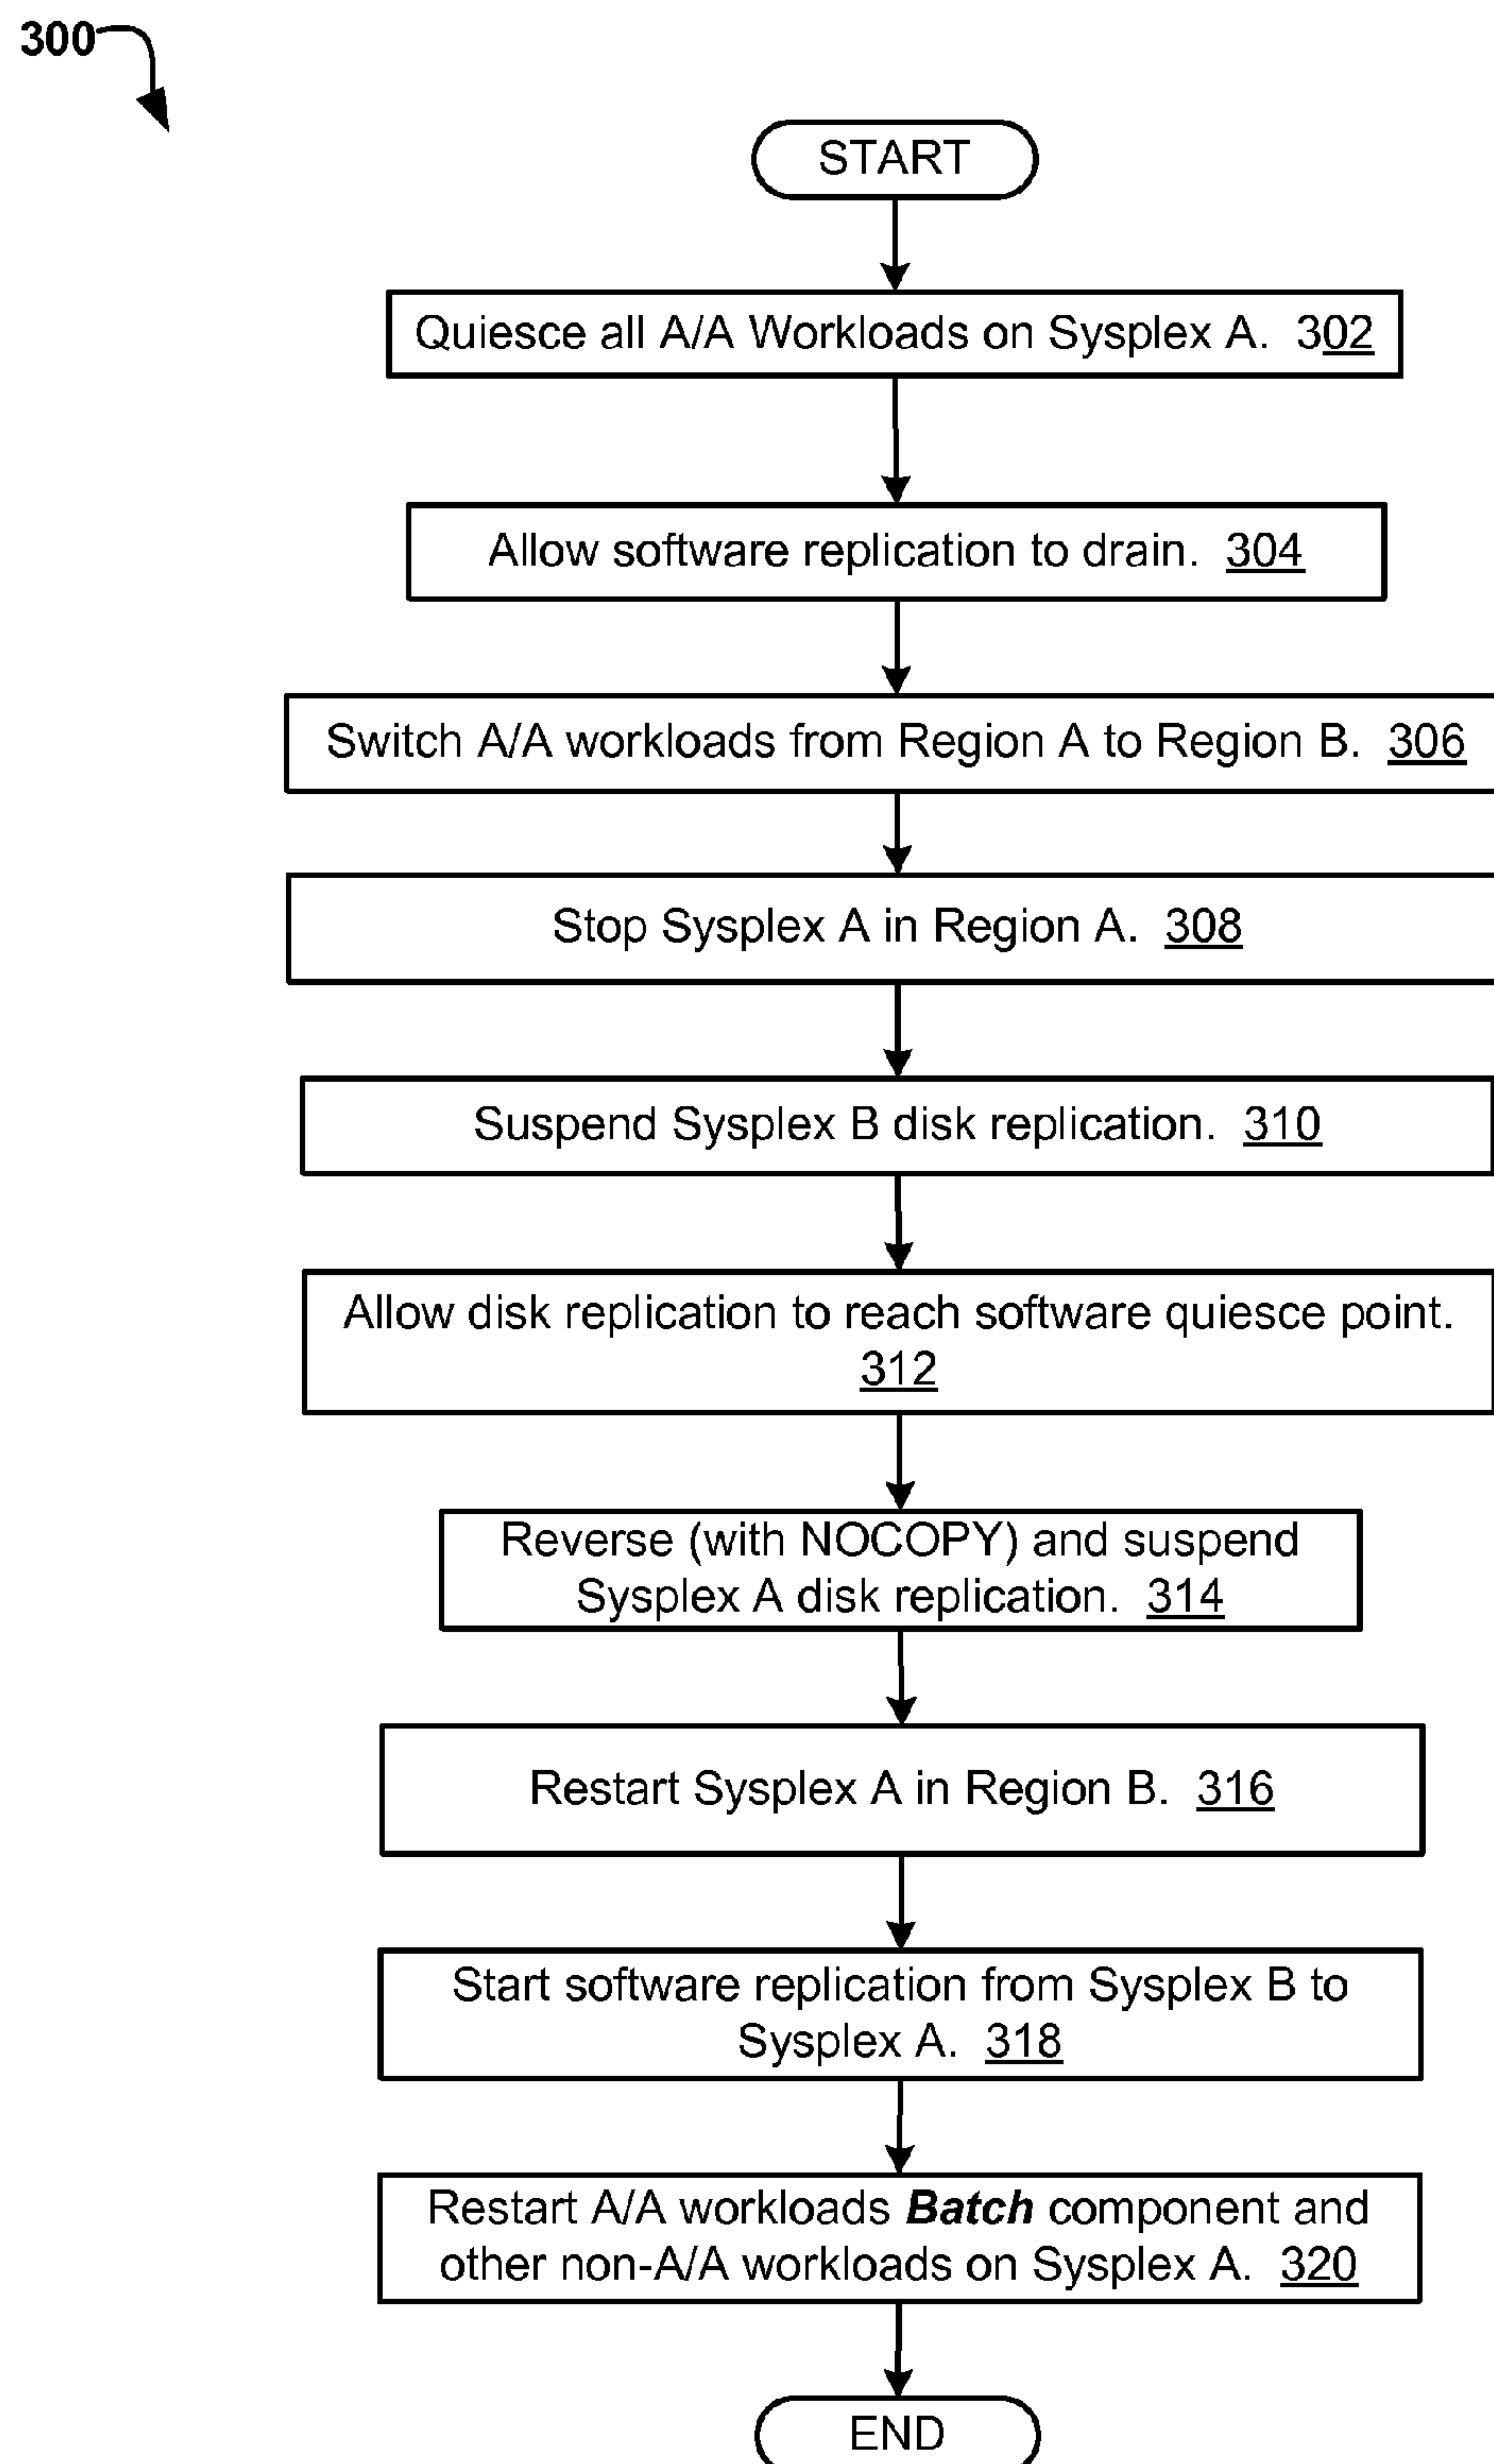 300
START
Quiesce all A/A Workloads on Sysplex A. 302
Allow software replication to drain. 304
Switch A/A workloads from Region A to Region B. 306
Stop Sysplex A in Region A. 308
Suspend Sysplex B disk replication. 310
Allow disk replication to reach software quiesce point.
312
Reverse (with NOCOPY) and suspend
Sysplex A disk replication. 314
Restart Sysplex A in Region B. 316
Start software replication from Sysplex B to
Sysplex A. 318
Restart A/A workloads Batch component and
other non-A/A workloads on Sysplex A. 320
END